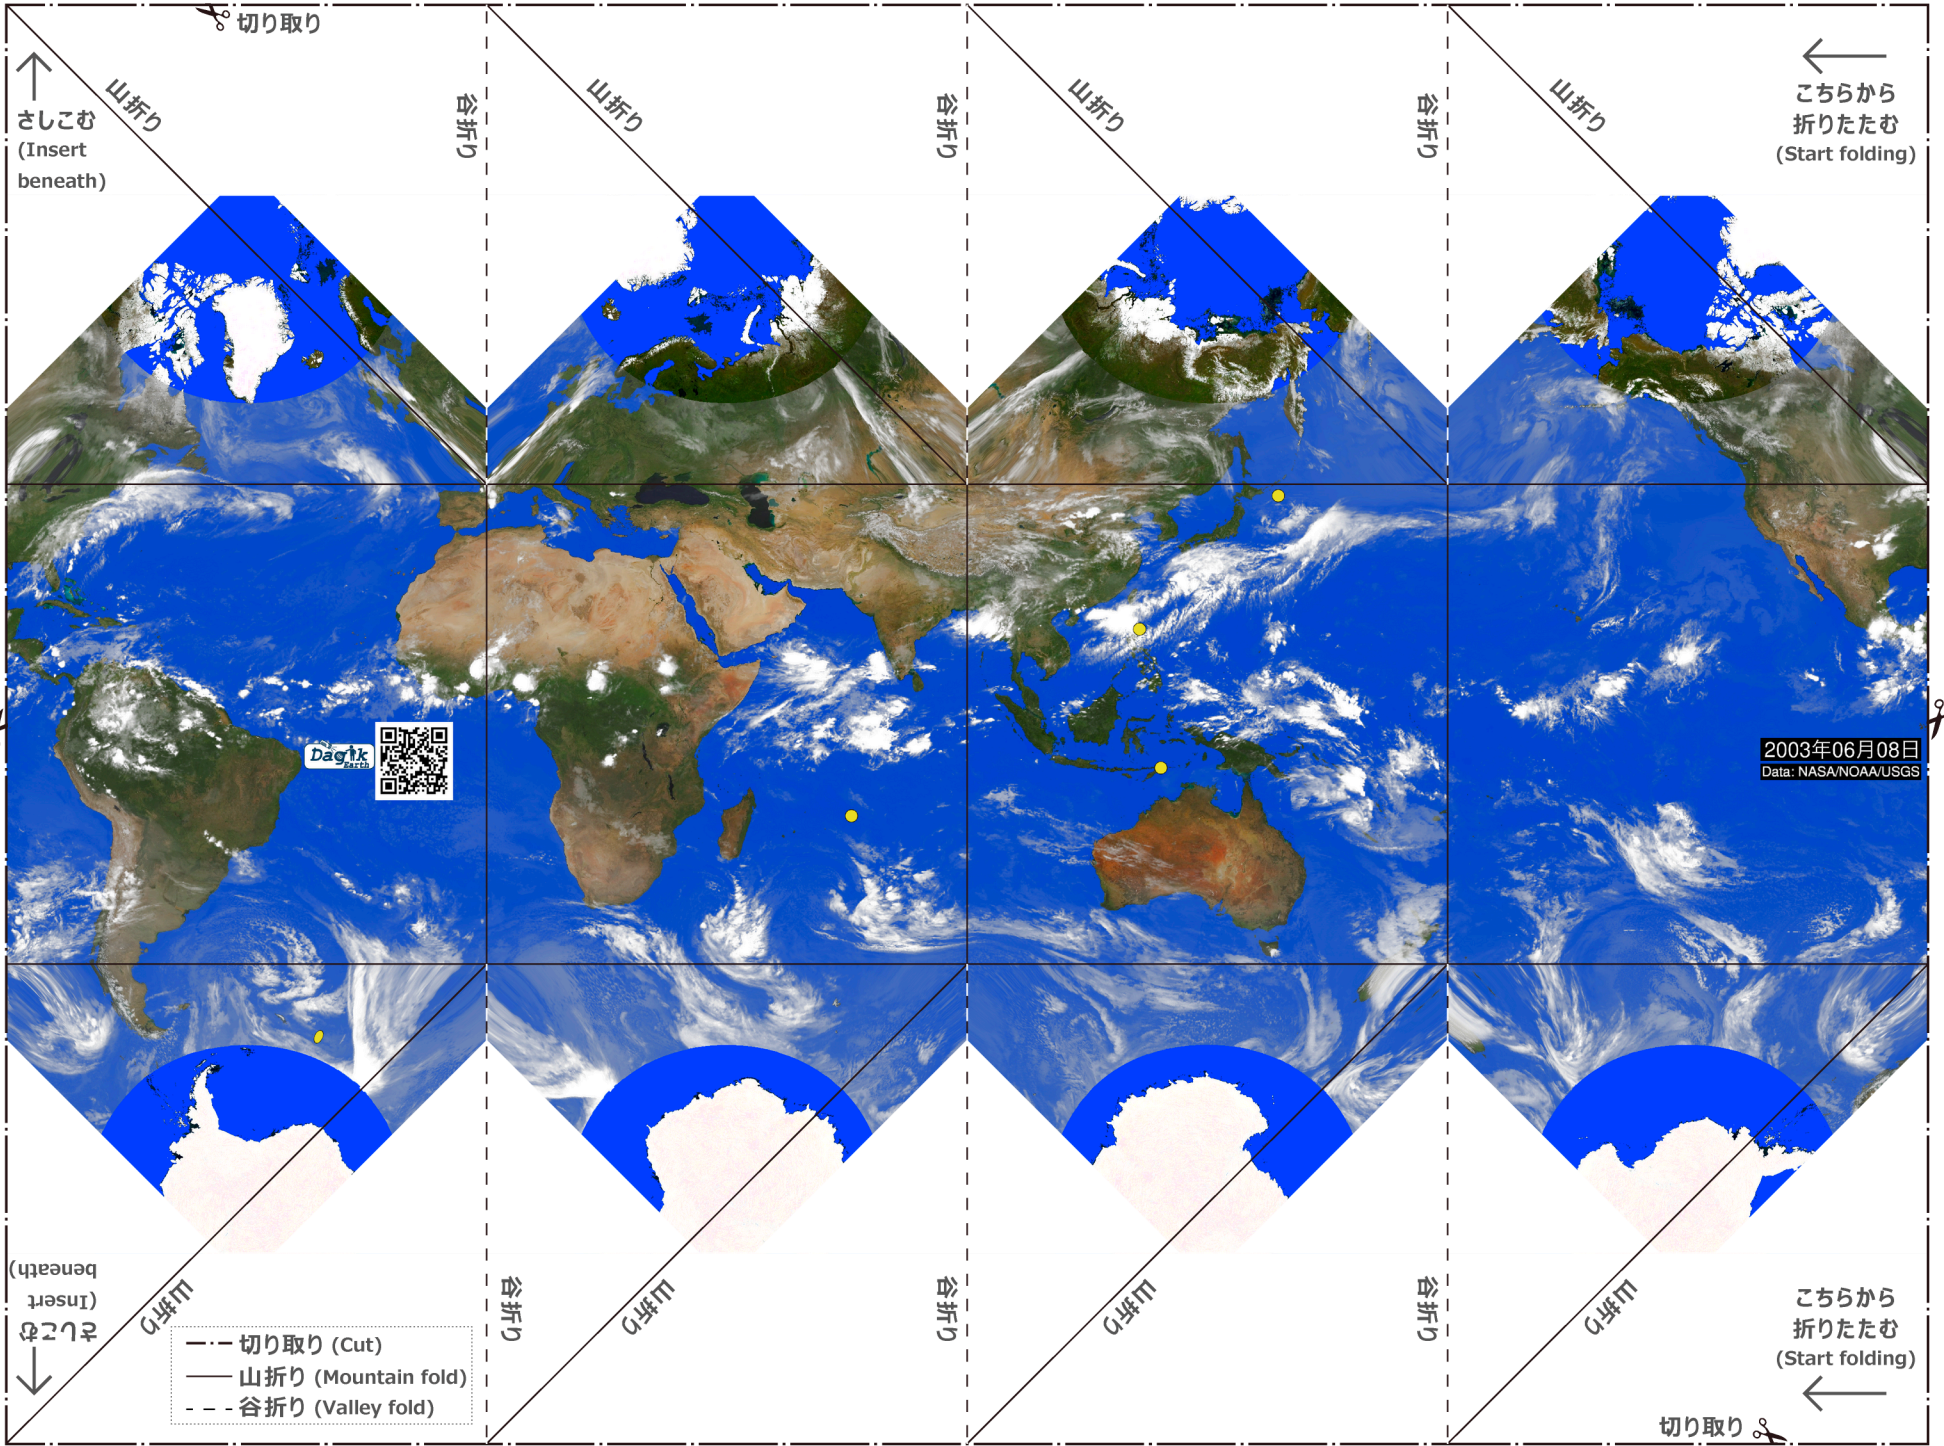 切り取り
山折り
谷折り
山折り
谷折り
山折り
谷折り
山折り
さしこむ
(Insert
beneath)
こちらから
折りたたむ
(Start folding)
Dagik
Earth
2003年06月08日
Data: NASA/NOAA/USGS
さしこむ
(Insert
beneath)
山折り
谷折り
山折り
谷折り
山折り
谷折り
山折り
こちらから
折りたたむ
(Start folding)
切り取り (Cut)
山折り (Mountain fold)
谷折り (Valley fold)
切り取り